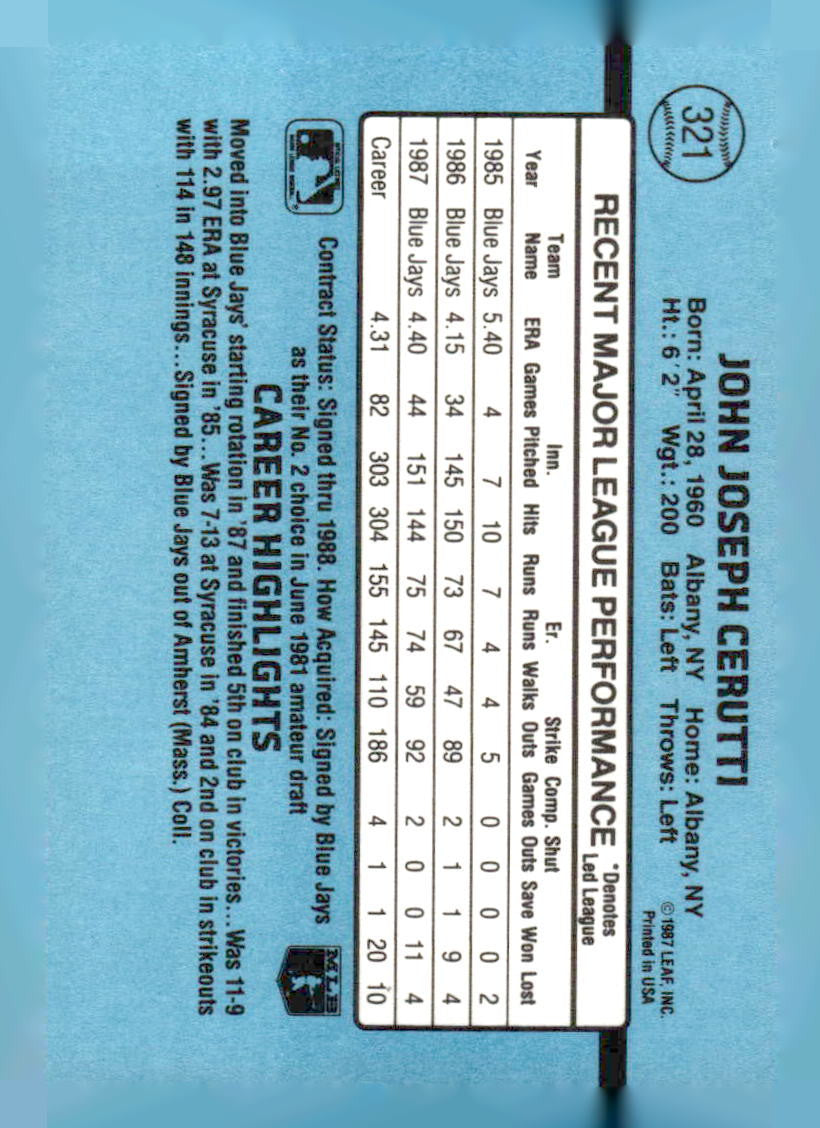 321
JOHN JOSEPH CERUTTI
Born: April 28, 1960 Albany, NY Home: Albany, NY
Ht.: 6'2" Wgt.: 200 Bats: Left Throws: Left
© 1987 LEAF, INC.
Printed in USA
RECENT MAJOR LEAGUE PERFORMANCE *Denotes
Led League
Team Inn. Er. Strike Comp. Shut
Year Name ERA Games Pitched Hits Runs Runs Walks Outs Games Outs Save Won Lost
1985 Blue Jays 5.40 4 7 10 7 4 4 5 0 0 0 0 2
1986 Blue Jays 4.15 34 145 150 73 67 47 89 2 1 1 9 4
1987 Blue Jays 4.40 44 151 144 75 74 59 92 2 0 0 11 4
Career 4.31 82 303 304 155 145 110 186 4 1 1 20 10
Contract Status: Signed thru 1988. How Acquired: Signed by Blue Jays
as their No. 2 choice in June 1981 amateur draft
MLB
CAREER HIGHLIGHTS
Moved into Blue Jays' starting rotation in '87 and finished 5th on club in victories...Was 11-9
with 2.97 ERA at Syracuse in '85...Was 7-13 at Syracuse in '84 and 2nd on club in strikeouts
with 114 in 148 innings...Signed by Blue Jays out of Amherst (Mass.) Coll.